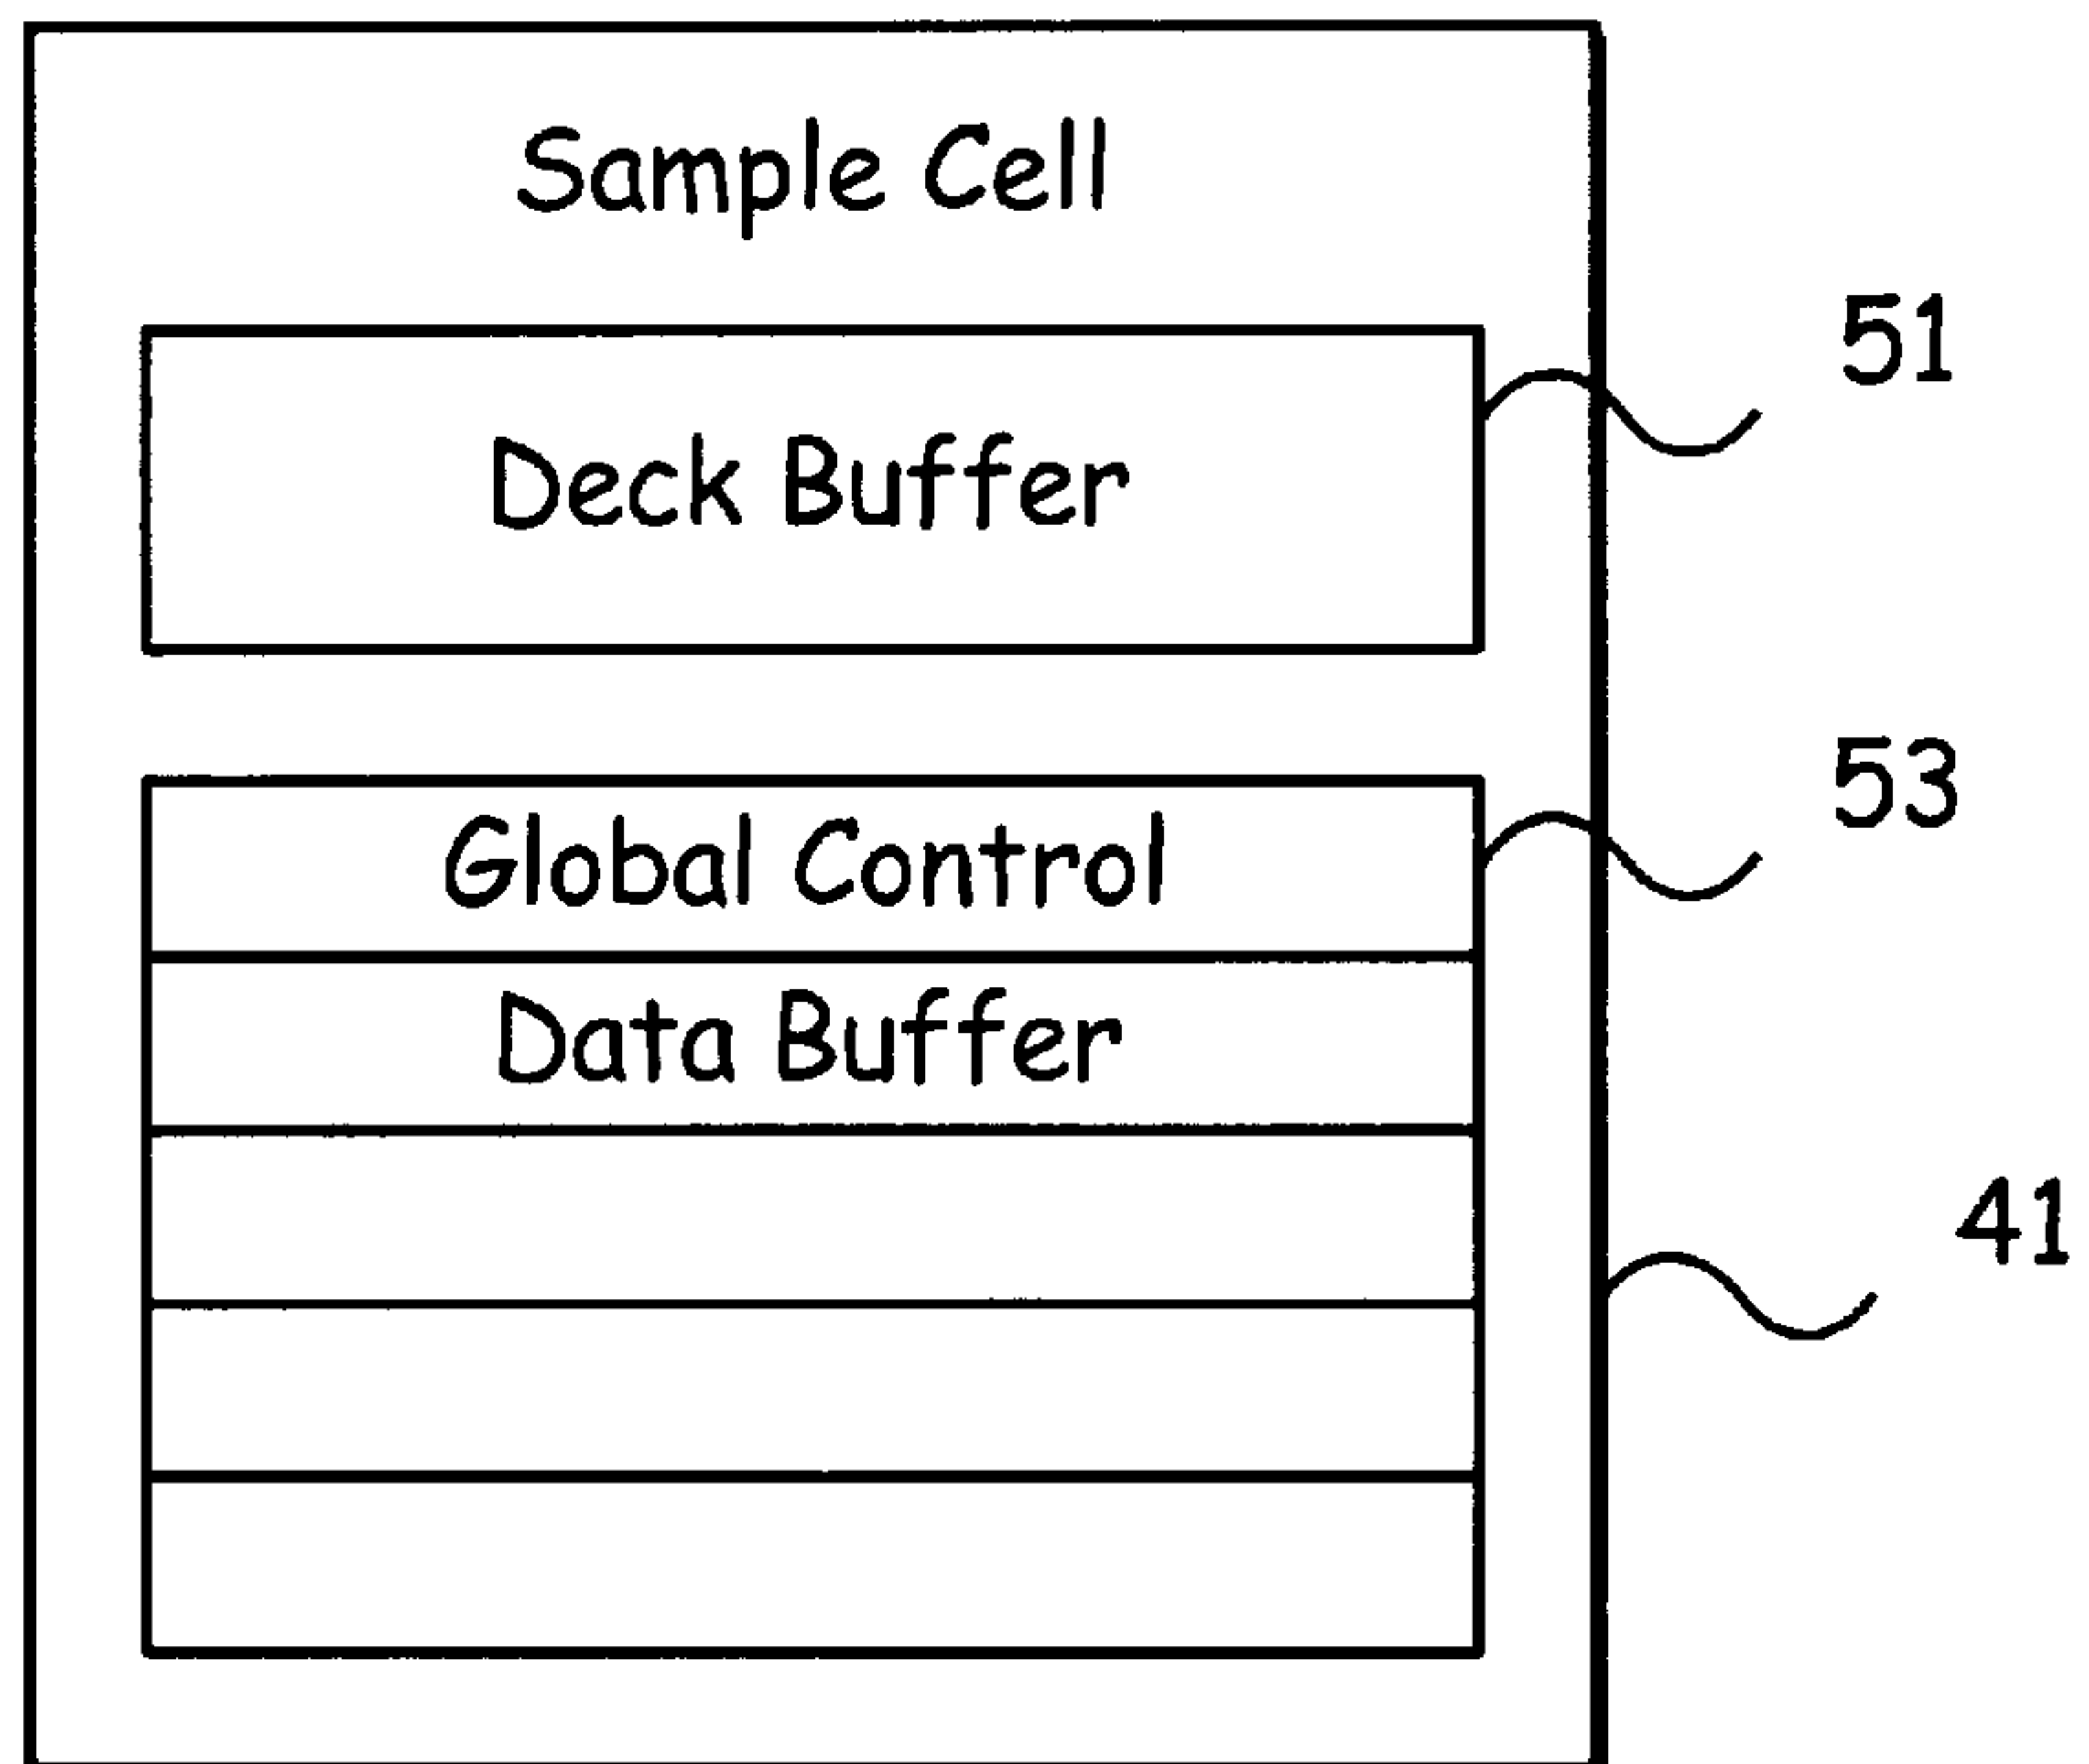 Sample Cell
51
Deck Buffer
53
Global Control
Data Buffer
41